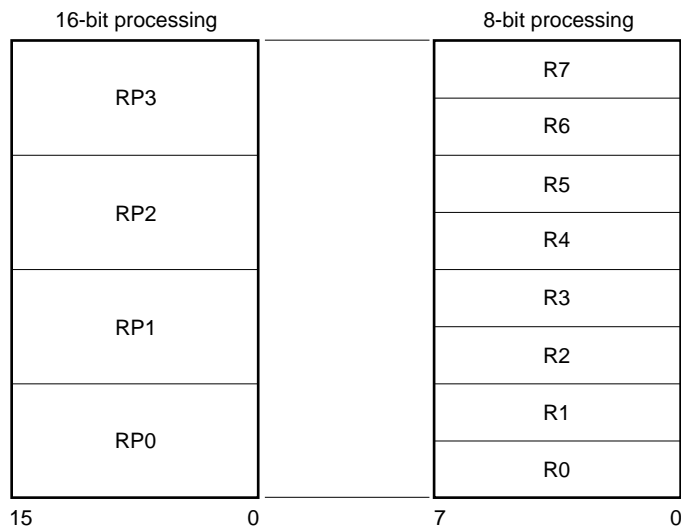 16-bit processing
8-bit processing
RP3
RP2
RP1
RP0
R7
R6
R5
R4
R3
R2
R1
R0
15 0
7 0